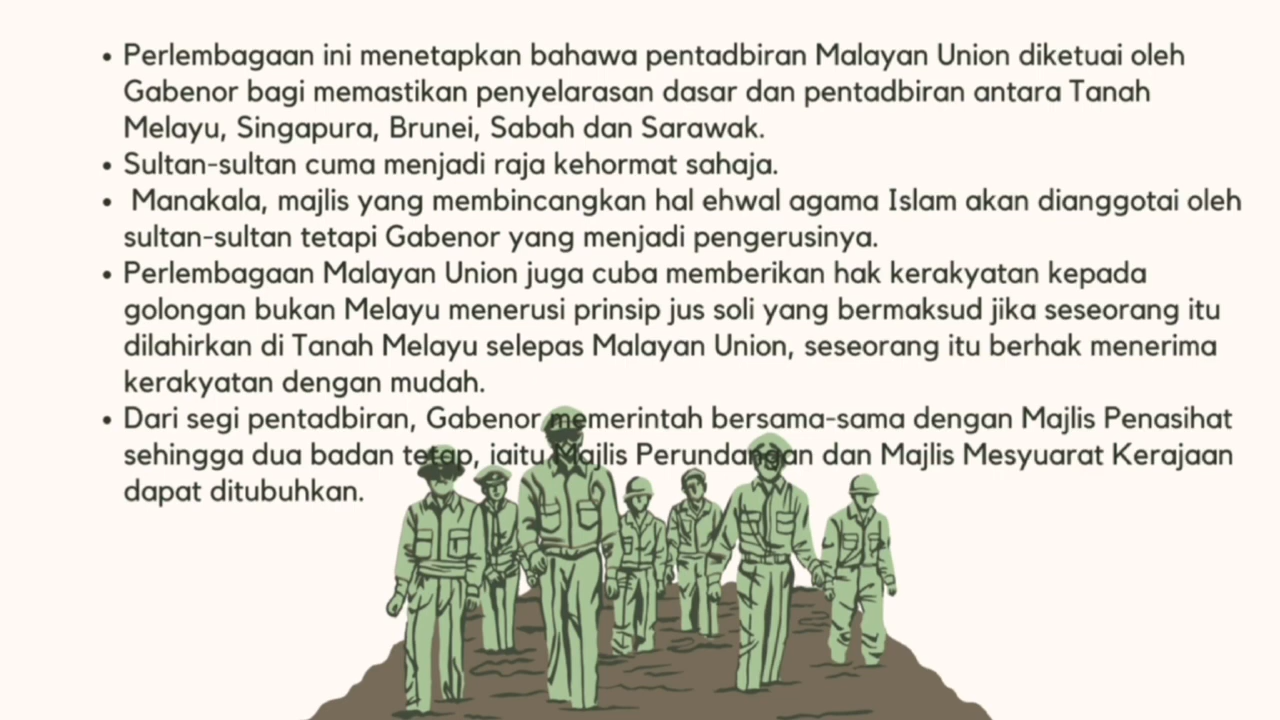 • Perlembagaan ini menetapkan bahawa pentadbiran Malayan Union diketuai oleh
Gabenor bagi memastikan penyelarasan dasar dan pentadbiran antara Tanah
Melayu, Singapura, Brunei, Sabah dan Sarawak.
• Sultan-sultan cuma menjadi raja kehormat sahaja.
• Manakala, majlis yang membincangkan hal ehwal agama Islam akan dianggotai oleh
sultan-sultan tetapi Gabenor yang menjadi pengerusinya.
• Perlembagaan Malayan Union juga cuba memberikan hak kerakyatan kepada
golongan bukan Melayu menerusi prinsip jus soli yang bermaksud jika seseorang itu
dilahirkan di Tanah Melayu selepas Malayan Union, seseorang itu berhak menerima
kerakyatan dengan mudah.
• Dari segi pentadbiran, Gabenor memerintah bersama-sama dengan Majlis Penasihat
sehingga dua badan tetap, iaitu Majlis Perundangan dan Majlis Mesyuarat Kerajaan
dapat ditubuhkan.